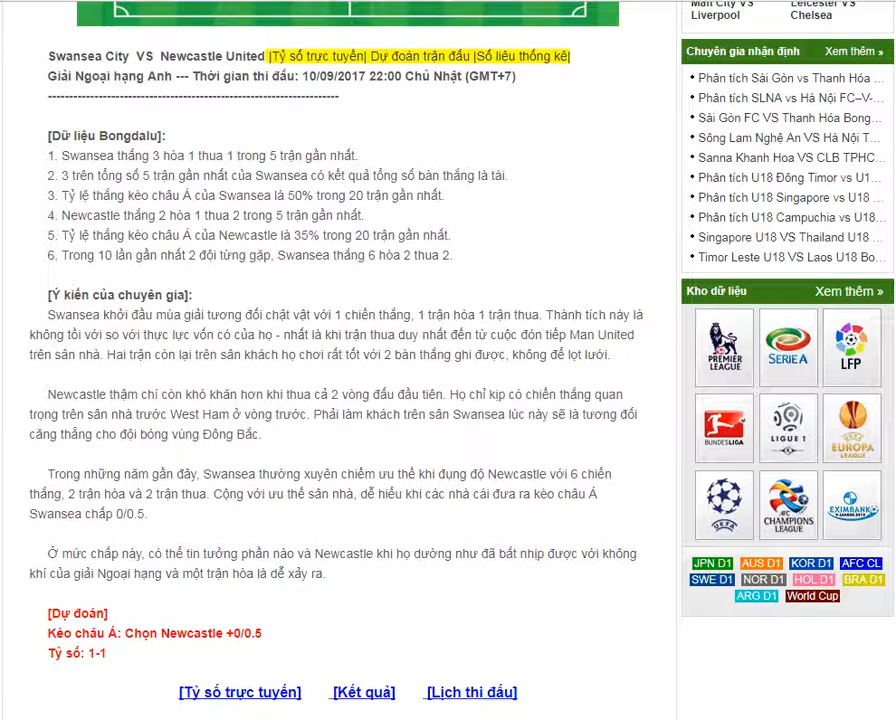 Swansea City VS Newcastle United |Tỷ số trực tuyến| Dự đoán trận đấu |Số liệu thống kê|
Giải Ngoại hạng Anh --- Thời gian thi đấu: 10/09/2017 22:00 Chủ Nhật (GMT+7)
---------------------------------------------------------------------
[Dữ liệu Bongdalu]:
1. Swansea thắng 3 hòa 1 thua 1 trong 5 trận gần nhất.
2. 3 trên tổng số 5 trận gần nhất của Swansea có kết quả tổng số bàn thắng là tài.
3. Tỷ lệ thắng kèo châu Á của Swansea là 50% trong 20 trận gần nhất.
4. Newcastle thắng 2 hòa 1 thua 2 trong 5 trận gần nhất.
5. Tỷ lệ thắng kèo châu Á của Newcastle là 35% trong 20 trận gần nhất.
6. Trong 10 lần gần nhất 2 đội từng gặp, Swansea thắng 6 hòa 2 thua 2.
[Ý kiến của chuyên gia]:
Swansea khởi đầu mùa giải tương đối chật vật với 1 chiến thắng, 1 trận hòa 1 trận thua. Thành tích này là
không tồi với so với thực lực vốn có của họ - nhất là khi trận thua duy nhất đến từ cuộc đón tiếp Man United
trên sân nhà. Hai trận còn lại trên sân khách họ chơi rất tốt với 2 bàn thắng ghi được, không để lọt lưới.
Newcastle thậm chí còn khó khăn hơn khi thua cả 2 vòng đấu đầu tiên. Họ chỉ kịp có chiến thắng quan
trọng trên sân nhà trước West Ham ở vòng trước. Phải làm khách trên sân Swansea lúc này sẽ là tương đối
căng thẳng cho đội bóng vùng Đông Bắc.
Trong những năm gần đây, Swansea thường xuyên chiếm ưu thế khi đụng độ Newcastle với 6 chiến
thắng, 2 trận hòa và 2 trận thua. Cộng với ưu thế sân nhà, dễ hiểu khi các nhà cái đưa ra kèo châu Á
Swansea chấp 0/0.5.
Ở mức chấp này, có thể tin tưởng phần nào và Newcastle khi họ dường như đã bắt nhịp được với không
khí của giải Ngoại hạng và một trận hòa là dễ xảy ra.
[Dự đoán]
Kèo châu Á: Chọn Newcastle +0/0.5
Tỷ số: 1-1
[Tỷ số trực tuyến] [Kết quả] [Lịch thi đấu]
Man City VS Leicester VS
Liverpool Chelsea
Chuyên gia nhận định Xem thêm »
Phân tích Sài Gòn vs Thanh Hóa ...
Phân tích SLNA vs Hà Nội FC–V-...
Sài Gòn FC VS Thanh Hóa Bong...
Sông Lam Nghệ An VS Hà Nội T...
Sanna Khanh Hoa VS CLB TPHC...
Phân tích U18 Đông Timor vs U1...
Phân tích U18 Singapore vs U18 ...
Phân tích U18 Campuchia vs U18...
Singapore U18 VS Thailand U18 ...
Timor Leste U18 VS Laos U18 Bo...
Kho dữ liệu Xem thêm »
PREMIER LEAGUE SERIE A LFP
BUNDESLIGA LIGUE 1 UEFA EUROPA LEAGUE
UEFA AFC CHAMPIONS LEAGUE EXIMBANK
JPN D1 AUS D1 KOR D1 AFC CL
SWE D1 NOR D1 HOL D1 BRA D1
ARG D1 World Cup